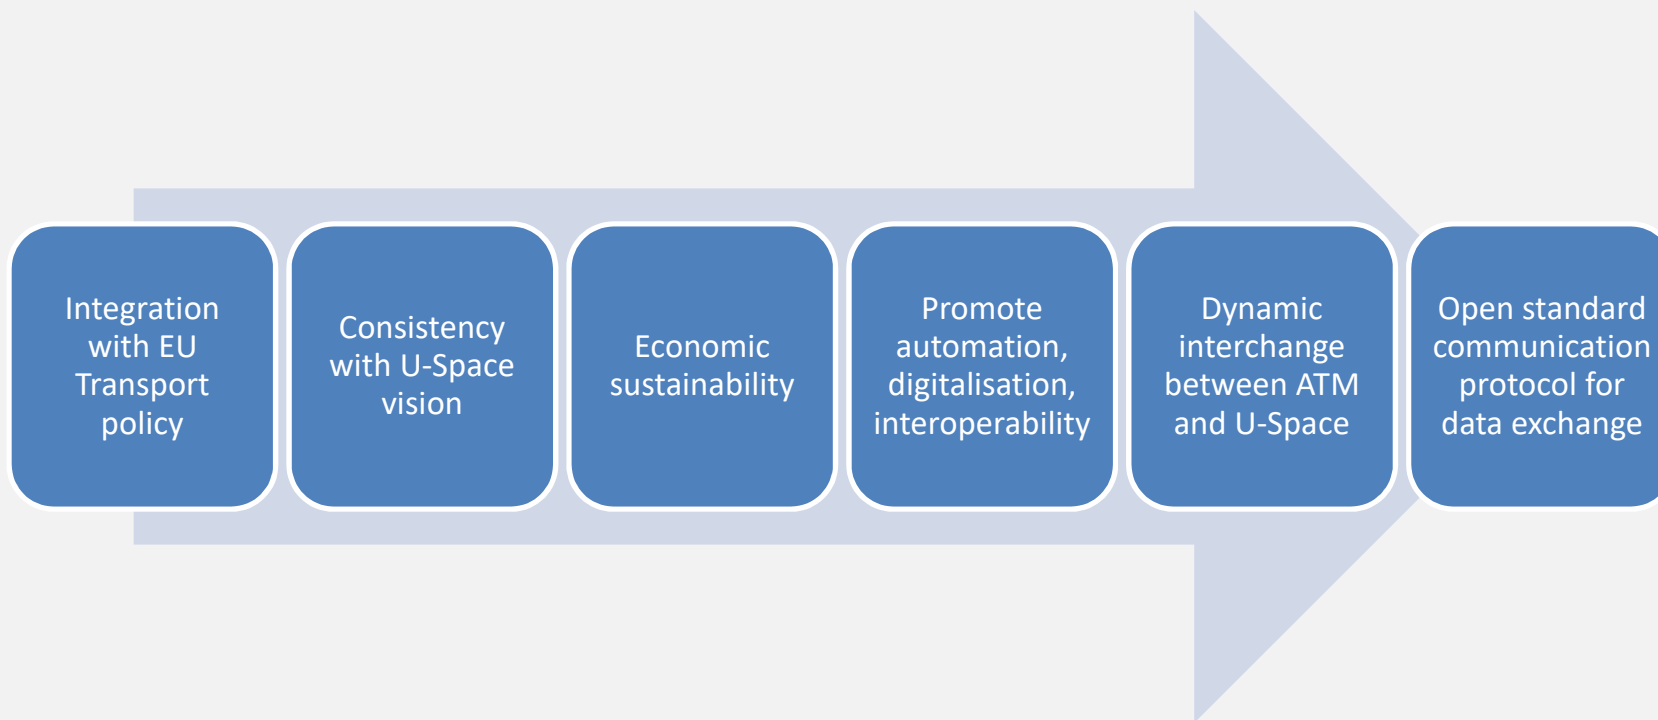 Integration
with EU
Transport
policy
Consistency
with U-Space
vision
Economic
sustainability
Promote
automation,
digitalisation,
interoperability
Dynamic
interchange
between ATM
and U-Space
Open standard
communication
protocol for
data exchange